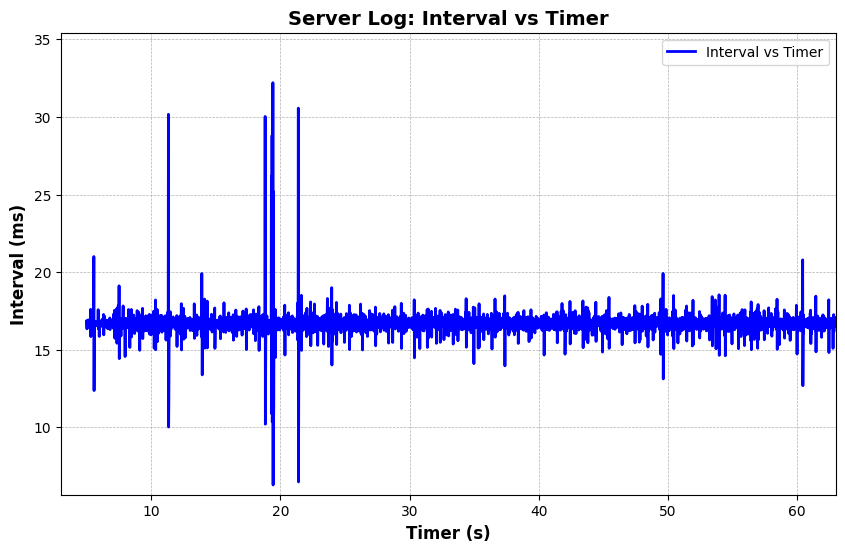 Server Log: Interval vs Timer
Interval vs Timer
35
30
25
20
15
10
Interval (ms)
10 20 30 40 50 60
Timer (s)